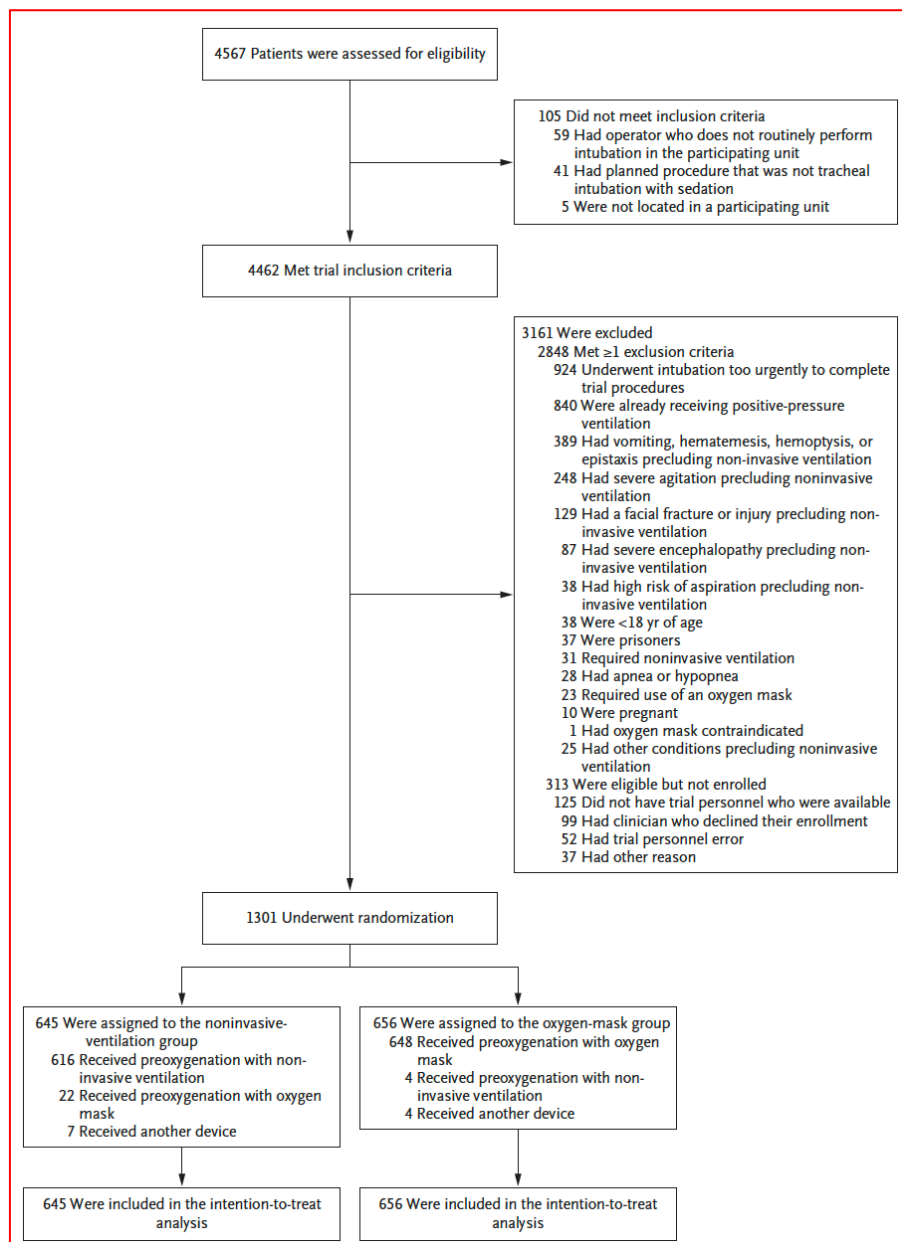 4567 Patients were assessed for eligibility
105 Did not meet inclusion criteria
59 Had operator who does not routinely perform
intubation in the participating unit
41 Had planned procedure that was not tracheal
intubation with sedation
5 Were not located in a participating unit
4462 Met trial inclusion criteria
3161 Were excluded
2848 Met ≥1 exclusion criteria
924 Underwent intubation too urgently to complete
trial procedures
840 Were already receiving positive-pressure
ventilation
389 Had vomiting, hematemesis, hemoptysis, or
epistaxis precluding non-invasive ventilation
248 Had severe agitation precluding noninvasive
ventilation
129 Had a facial fracture or injury precluding non-
invasive ventilation
87 Had severe encephalopathy precluding non-
invasive ventilation
38 Had high risk of aspiration precluding non-
invasive ventilation
38 Were <18 yr of age
37 Were prisoners
31 Required noninvasive ventilation
28 Had apnea or hypopnea
23 Required use of an oxygen mask
10 Were pregnant
1 Had oxygen mask contraindicated
25 Had other conditions precluding noninvasive
ventilation
313 Were eligible but not enrolled
125 Did not have trial personnel who were available
99 Had clinician who declined their enrollment
52 Had trial personnel error
37 Had other reason
1301 Underwent randomization
645 Were assigned to the noninvasive-
ventilation group
616 Received preoxygenation with non-
invasive ventilation
22 Received preoxygenation with oxygen
mask
7 Received another device
656 Were assigned to the oxygen-mask group
648 Received preoxygenation with oxygen
mask
4 Received preoxygenation with non-
invasive ventilation
4 Received another device
645 Were included in the intention-to-treat
analysis
656 Were included in the intention-to-treat
analysis